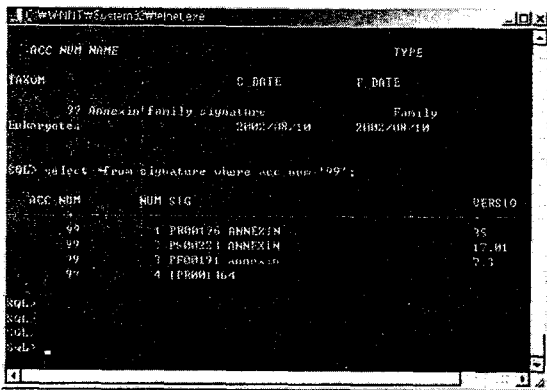 C:\WINNT\System32\telnet.exe
ACC_NUM NAME TYPE
TAXON C_DATE F_DATE
99 Annexin family signature Family
Eukaryotes 2002/08/10 2002/08/10
SQL> select *from signature where acc_num='99';
ACC_NUM NUM SIG VERSIO
99 1 PR00196 ANNEXIN 35
99 2 PS00223 ANNEXIN 17.01
99 3 PF00191 annexin 7.3
99 4 IPR001464
SQL>
SQL>
SQL>
SQL>